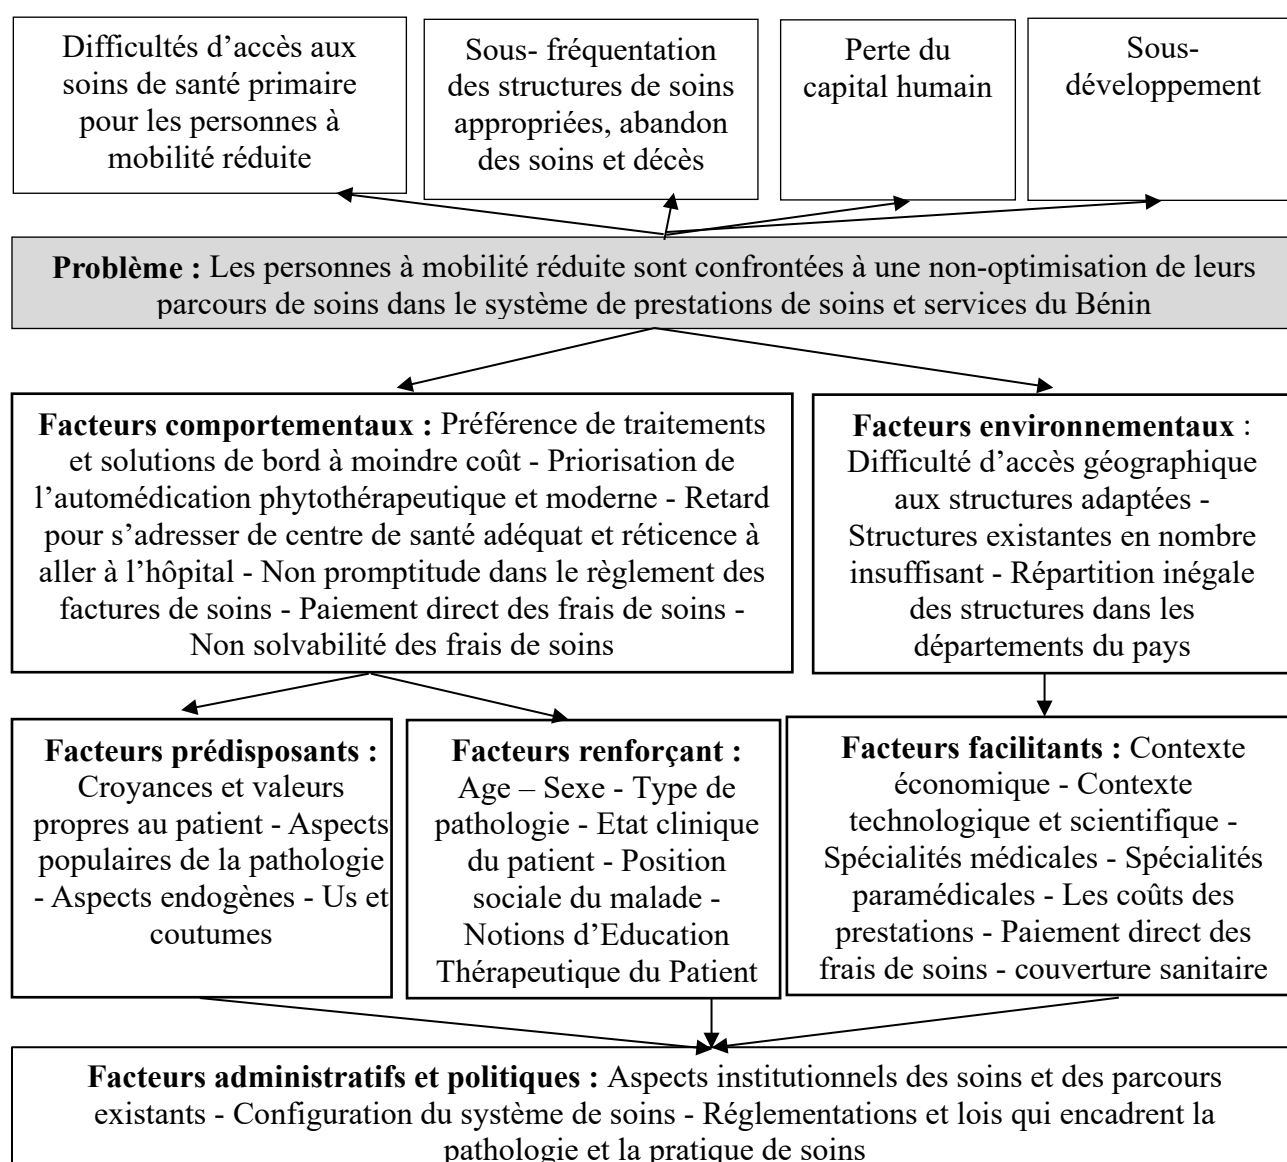 Difficultés d’accès aux
soins de santé primaire
pour les personnes à
mobilité réduite
Sous- fréquentation
des structures de soins
appropriées, abandon
des soins et décès
Perte du
capital humain
Sous-
développement
Problème : Les personnes à mobilité réduite sont confrontées à une non-optimisation de leurs
parcours de soins dans le système de prestations de soins et services du Bénin
Facteurs comportementaux : Préférence de traitements
et solutions de bord à moindre coût - Priorisation de
l’automédication phytothérapeutique et moderne - Retard
pour s’adresser de centre de santé adéquat et réticence à
aller à l’hôpital - Non promptitude dans le règlement des
factures de soins - Paiement direct des frais de soins -
Non solvabilité des frais de soins
Facteurs environnementaux :
Difficulté d’accès géographique
aux structures adaptées -
Structures existantes en nombre
insuffisant - Répartition inégale
des structures dans les
départements du pays
Facteurs prédisposants :
Croyances et valeurs
propres au patient - Aspects
populaires de la pathologie
- Aspects endogènes - Us et
coutumes
Facteurs renforçant :
Age – Sexe - Type de
pathologie - Etat clinique
du patient - Position
sociale du malade -
Notions d’Education
Thérapeutique du Patient
Facteurs facilitants : Contexte
économique - Contexte
technologique et scientifique -
Spécialités médicales - Spécialités
paramédicales - Les coûts des
prestations - Paiement direct des
frais de soins - couverture sanitaire
Facteurs administratifs et politiques : Aspects institutionnels des soins et des parcours
existants - Configuration du système de soins - Réglementations et lois qui encadrent la
pathologie et la pratique de soins